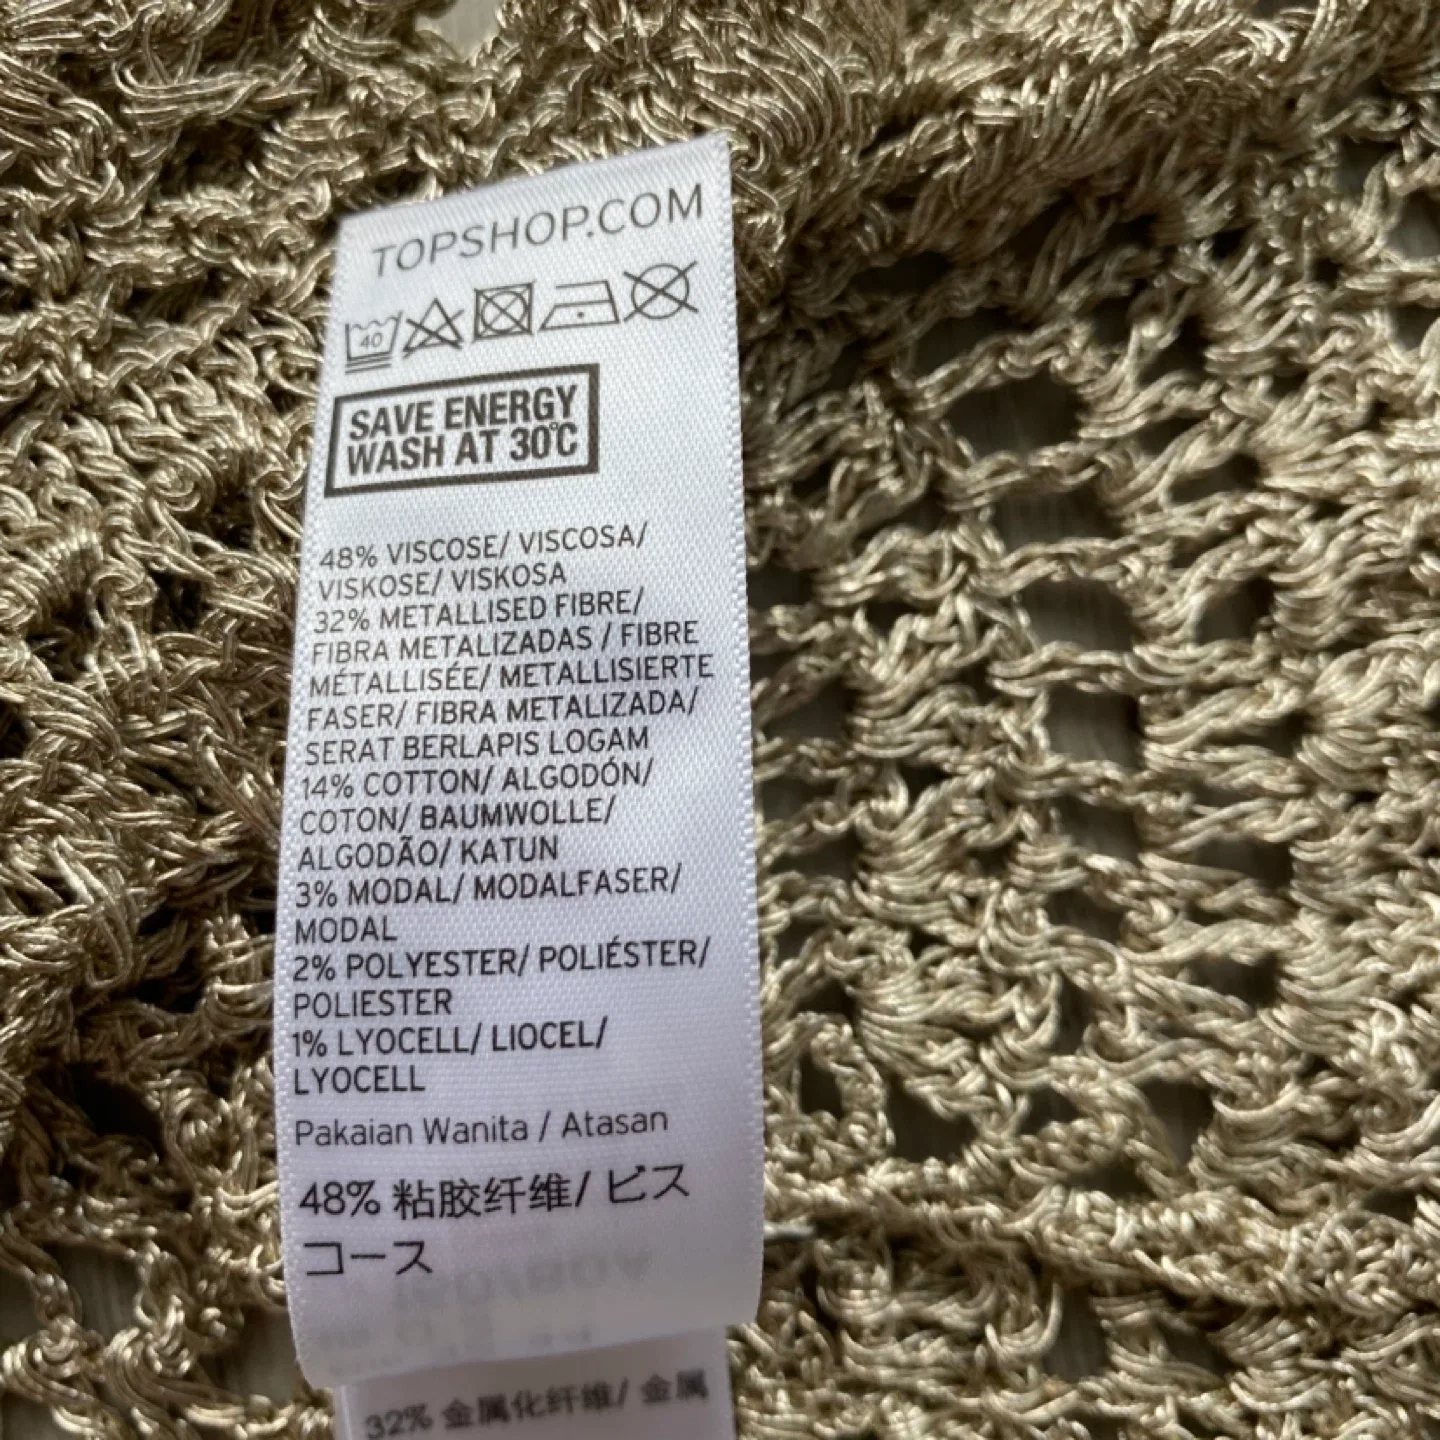 TOPSHOP.COM
40
SAVE ENERGY
WASH AT 30°C
48% VISCOSE/ VISCOSA/
VISKOSE/ VISKOSA
32% METALLISED FIBRE/
FIBRA METALIZADAS / FIBRE
MÉTALLISÉE/ METALLISIERTE
FASER/ FIBRA METALIZADA/
SERAT BERLAPIS LOGAM
14% COTTON/ ALGODÓN/
COTON/ BAUMWOLLE/
ALGODÃO/ KATUN
3% MODAL/ MODALFASER/
MODAL
2% POLYESTER/ POLIÉSTER/
POLIESTER
1% LYOCELL/ LIOCEL/
LYOCELL
Pakaian Wanita / Atasan
48% 粘胶纤维/ ビス
コース
32% 金属化纤维/ 金属